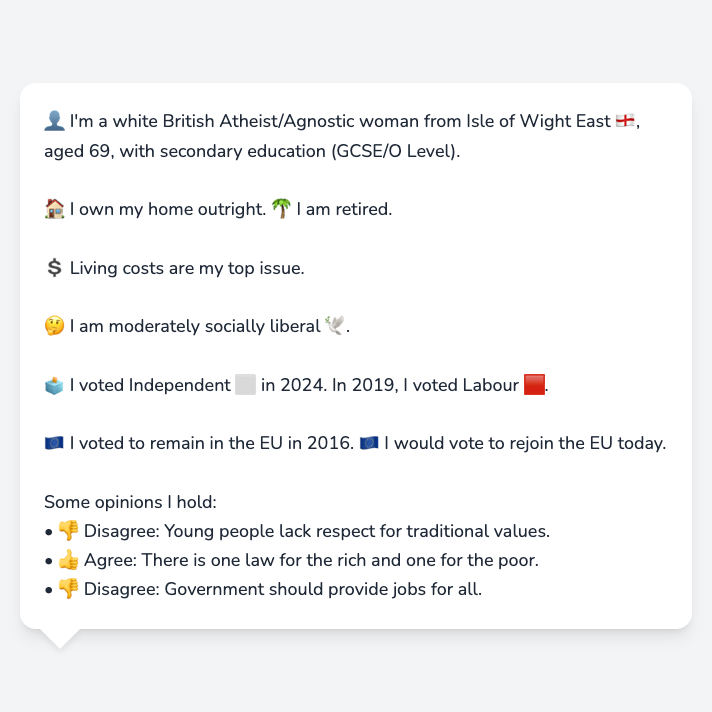 👤 I'm a white British Atheist/Agnostic woman from Isle of Wight East 🏴󠁧󠁢󠁥󠁮󠁧󠁿,
aged 69, with secondary education (GCSE/O Level).
🏠 I own my home outright. 🌴 I am retired.
💲 Living costs are my top issue.
🤔 I am moderately socially liberal 🕊️.
🗳️ I voted Independent ⬜ in 2024. In 2019, I voted Labour 🟥.
🇪🇺 I voted to remain in the EU in 2016. 🇪🇺 I would vote to rejoin the EU today.
Some opinions I hold:
• 👎 Disagree: Young people lack respect for traditional values.
• 👍 Agree: There is one law for the rich and one for the poor.
• 👎 Disagree: Government should provide jobs for all.